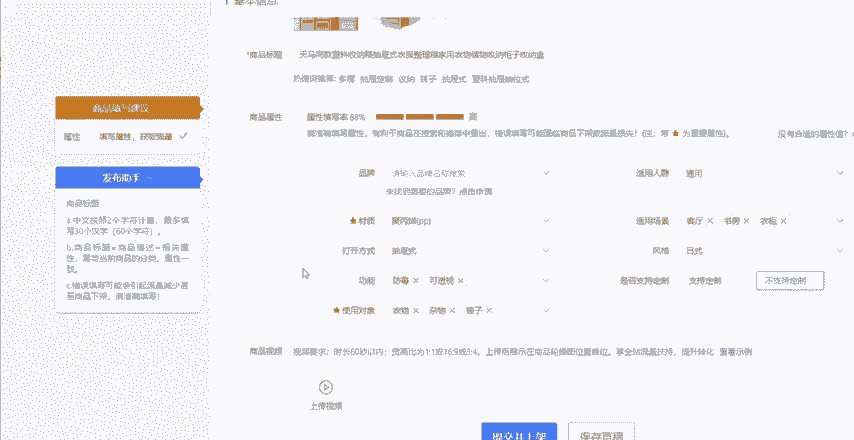 基本信息
*商品标题
天马高款塑料收纳箱抽屉式衣服整理箱家用衣物储物收纳柜子收纳盒
热搜词推荐: 多层 抽屉定制 收纳 袜子 抽屉式 塑料抽屉抽拉式
商品填写建议
属性 填写属性，获取流量
发布助手
商品标题
a.中文按照2个字符计算，最多填写30个汉字（60个字符）。
b.商品标题=商品描述=相关属性，需与当前商品的分类、属性一致。
c.错误填写可能会引起流量减少甚至商品下架，请准确填写！
商品属性 属性填写率 88% 高
请准确填写属性，有利于商品在搜索和推荐中露出，错误填写可能面临商品下架或流量损失！(注：带 为重要属性)。
没有合适的属性值？
品牌 请输入品牌名称搜索
未找到需要的品牌？点击申请
适用人群 通用
材质 聚丙烯(pp)
适用场景 客厅 书房 衣柜
打开方式 抽屉式
风格 日式
功能 防霉 可透视
是否支持定制 支持定制 不支持定制
使用对象 衣物 杂物 被子
商品视频 视频要求：时长60秒以内；宽高比为1:1或16:9或3:4。上传后展示在商品轮播图位置首位。享全站流量扶持，提升转化 查看示例
上传视频
提交并上架 保存草稿